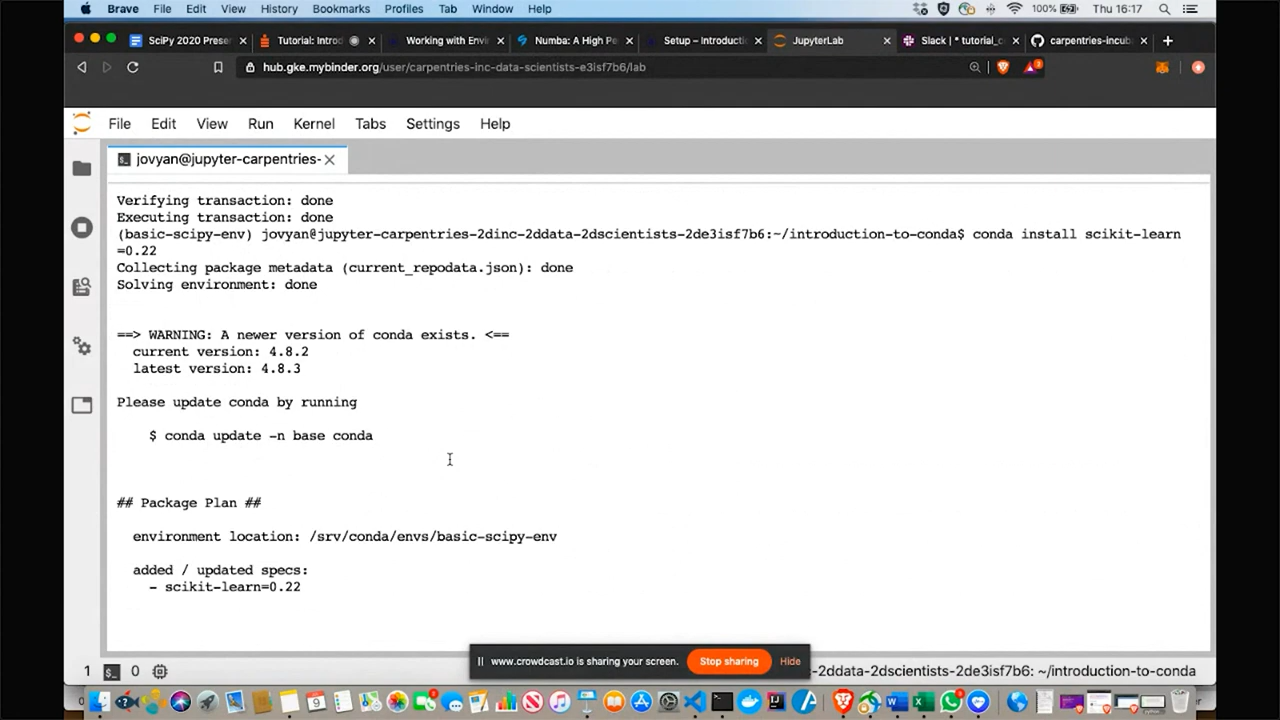 Brave File Edit View History Bookmarks Profiles Tab Window Help 100% Thu 16:17
SciPy 2020 Prese Tutorial: Introd Working with Envir Numba: A High Pe Setup – Introductio JupyterLab Slack | * tutorial_c carpentries-incub
hub.gke.mybinder.org/user/carpentries-inc-data-scientists-e3isf7b6/lab
File Edit View Run Kernel Tabs Settings Help
jovyan@jupyter-carpentries-
Verifying transaction: done
Executing transaction: done
(basic-scipy-env) jovyan@jupyter-carpentries-2dinc-2ddata-2dscientists-2de3isf7b6:~/introduction-to-conda$ conda install scikit-learn
=0.22
Collecting package metadata (current_repodata.json): done
Solving environment: done
==> WARNING: A newer version of conda exists. <==
current version: 4.8.2
latest version: 4.8.3
Please update conda by running
$ conda update -n base conda
## Package Plan ##
environment location: /srv/conda/envs/basic-scipy-env
added / updated specs:
- scikit-learn=0.22
www.crowdcast.io is sharing your screen. Stop sharing Hide
1 0 -2ddata-2dscientists-2de3isf7b6: ~/introduction-to-conda